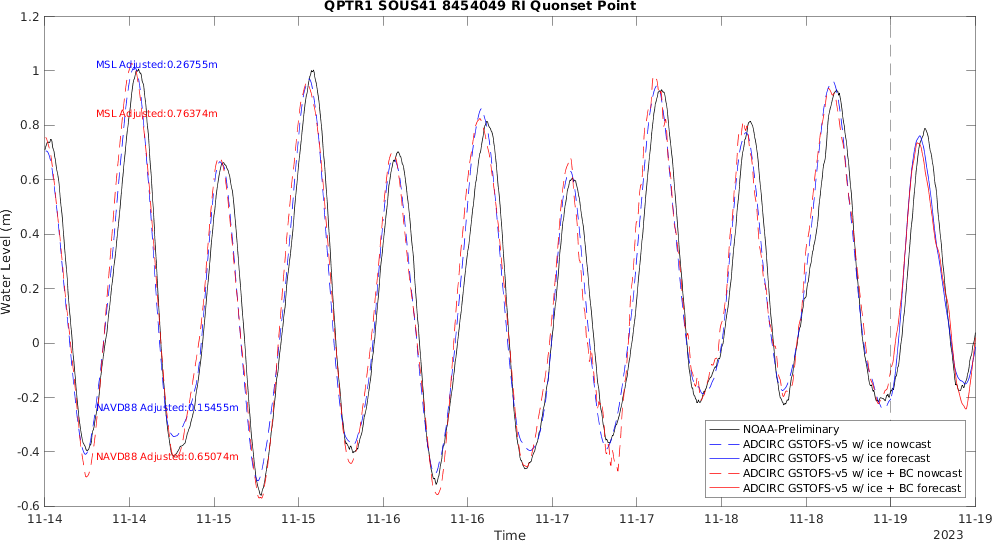 QPTR1 SOUS41 8454049 RI Quonset Point
1.2
1
0.8
0.6
0.4
0.2
0
-0.2
-0.4
-0.6
Water Level (m)
MSL Adjusted:0.26755m
MSL Adjusted:0.76374m
NAVD88 Adjusted:0.15455m
NAVD88 Adjusted:0.65074m
NOAA-Preliminary
ADCIRC GSTOFS-v5 w/ ice nowcast
ADCIRC GSTOFS-v5 w/ ice forecast
ADCIRC GSTOFS-v5 w/ ice + BC nowcast
ADCIRC GSTOFS-v5 w/ ice + BC forecast
11-14 11-14 11-15 11-15 11-16 11-16 11-17 11-17 11-18 11-18 11-19 11-19
Time
2023